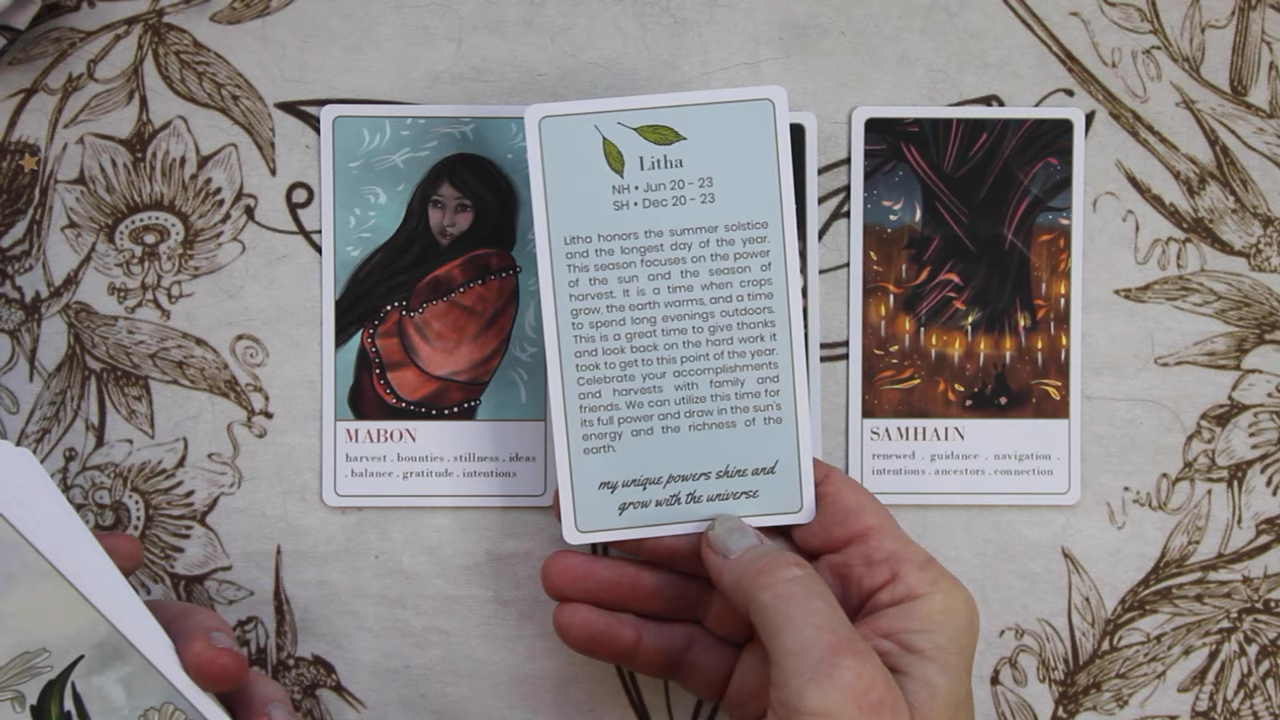 Litha
NH • Jun 20 - 23
SH • Dec 20 - 23
Litha honors the summer solstice
and the longest day of the year.
This season focuses on the power
of the sun and the season of
harvest. It is a time when crops
grow, the earth warms, and a time
to spend long evenings outdoors.
This is a great time to give thanks
and look back on the hard work it
took to get to this point of the year.
Celebrate your accomplishments
and harvests with family and
friends. We can utilize this time for
its full power and draw in the sun's
energy and the richness of the
earth.
my unique powers shine and
grow with the universe
MABON
harvest . bounties . stillness . ideas
. balance . gratitude . intentions
SAMHAIN
renewed . guidance . navigation .
intentions . ancestors . connection